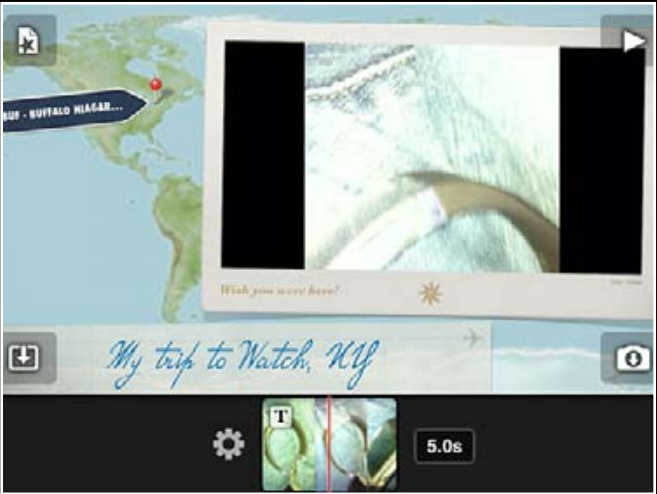 BUF - BUFFALO NIAGAR...
Wish you were here!
My trip to Watch, NY
T
5.0s